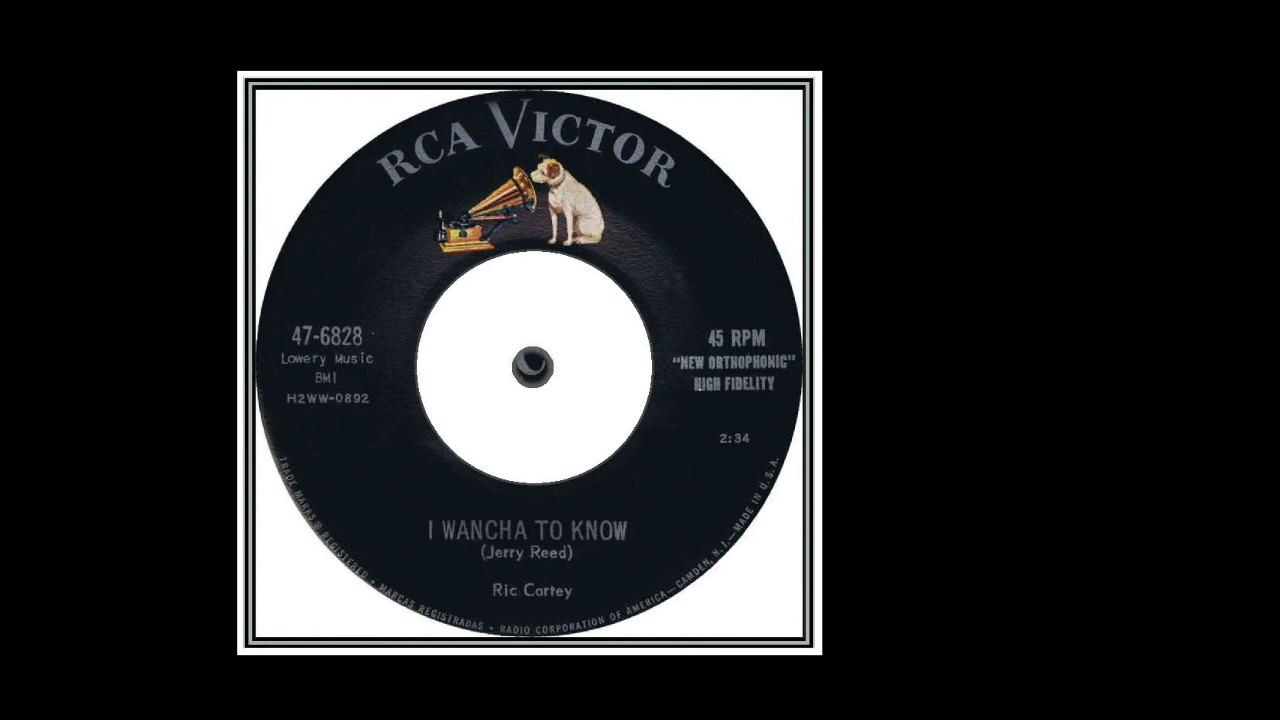 RCA VICTOR
47-6828
Lowery Music
BMI
H2WW-0892
45 RPM
"NEW ORTHOPHONIC"
HIGH FIDELITY
2:34
I WANCHA TO KNOW
(Jerry Reed)
Ric Cartey
TRADE MARKS ® REGISTERED • MARCAS REGISTRADAS • RADIO CORPORATION OF AMERICA—CAMDEN, N. J.—MADE IN U. S. A.